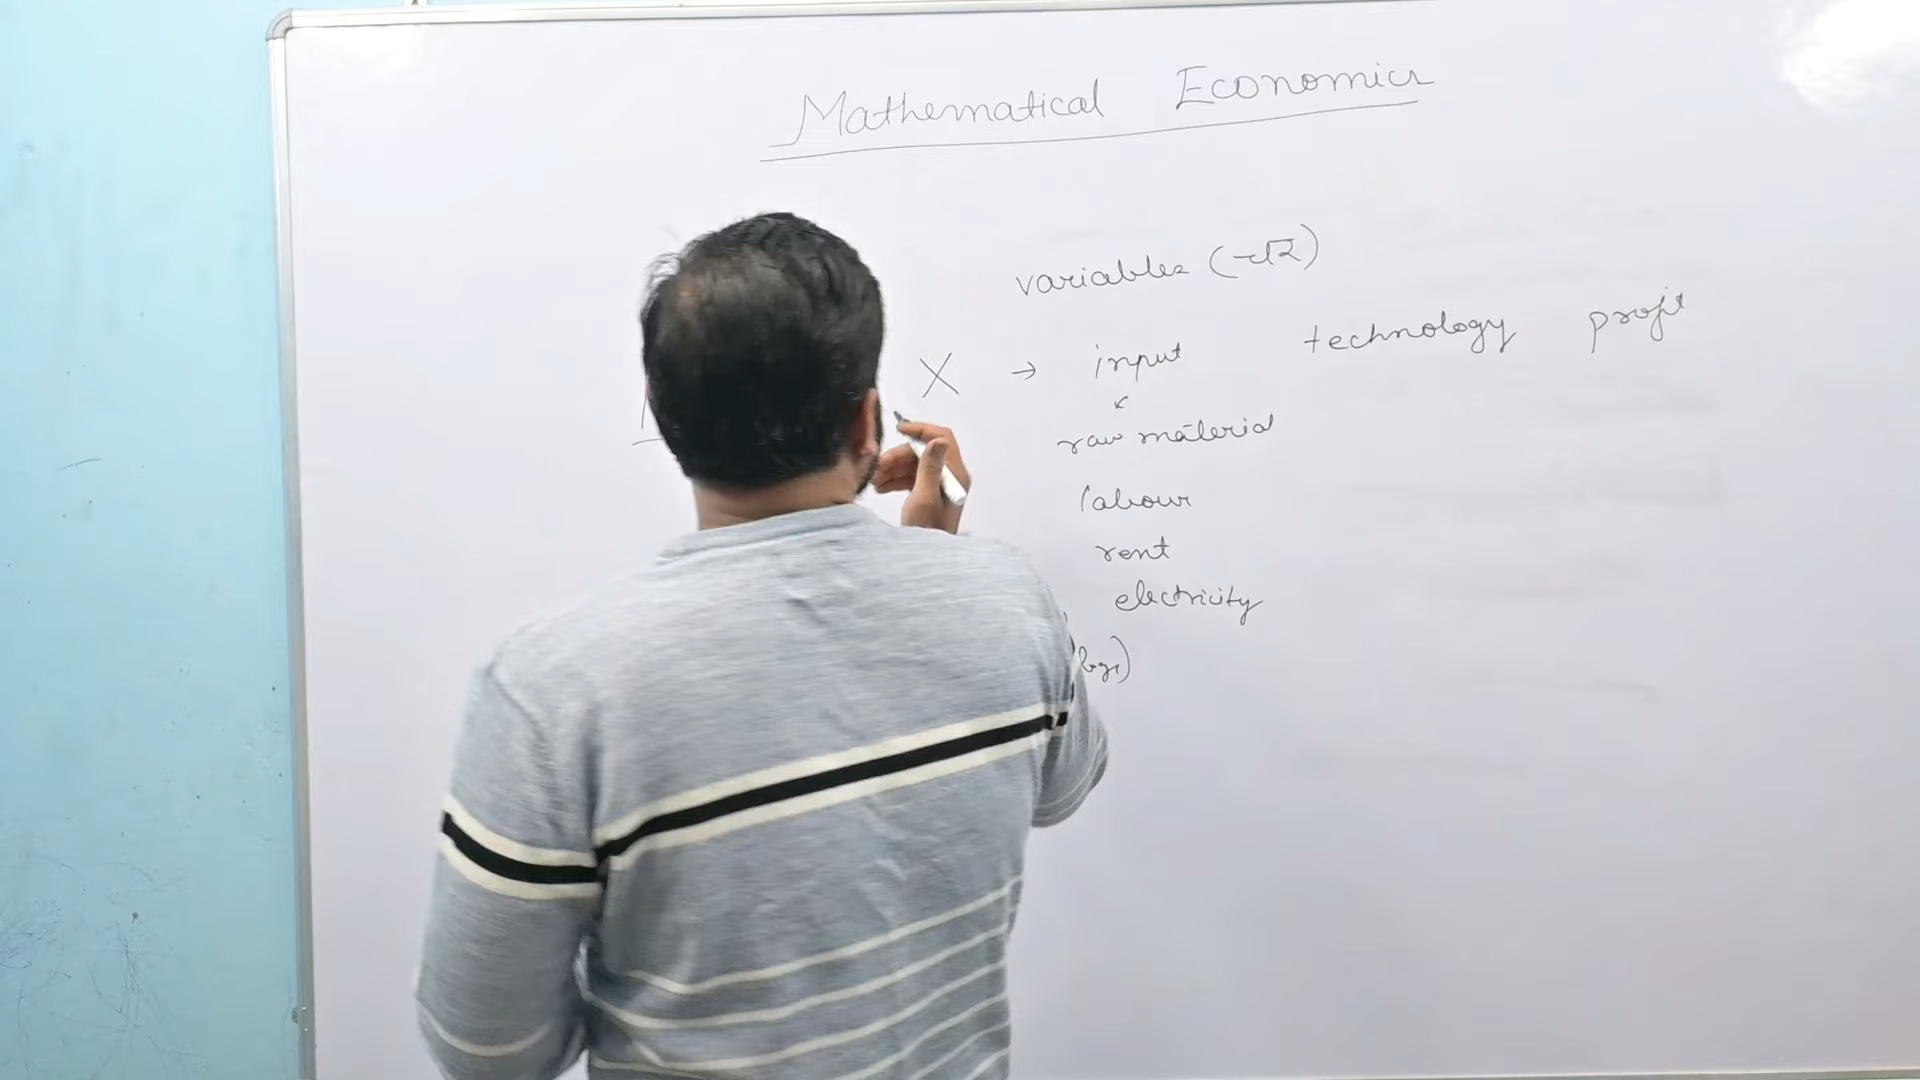 Mathematical Economics
variables (चर)
X → input technology profit
raw material
labour
rent
electricity